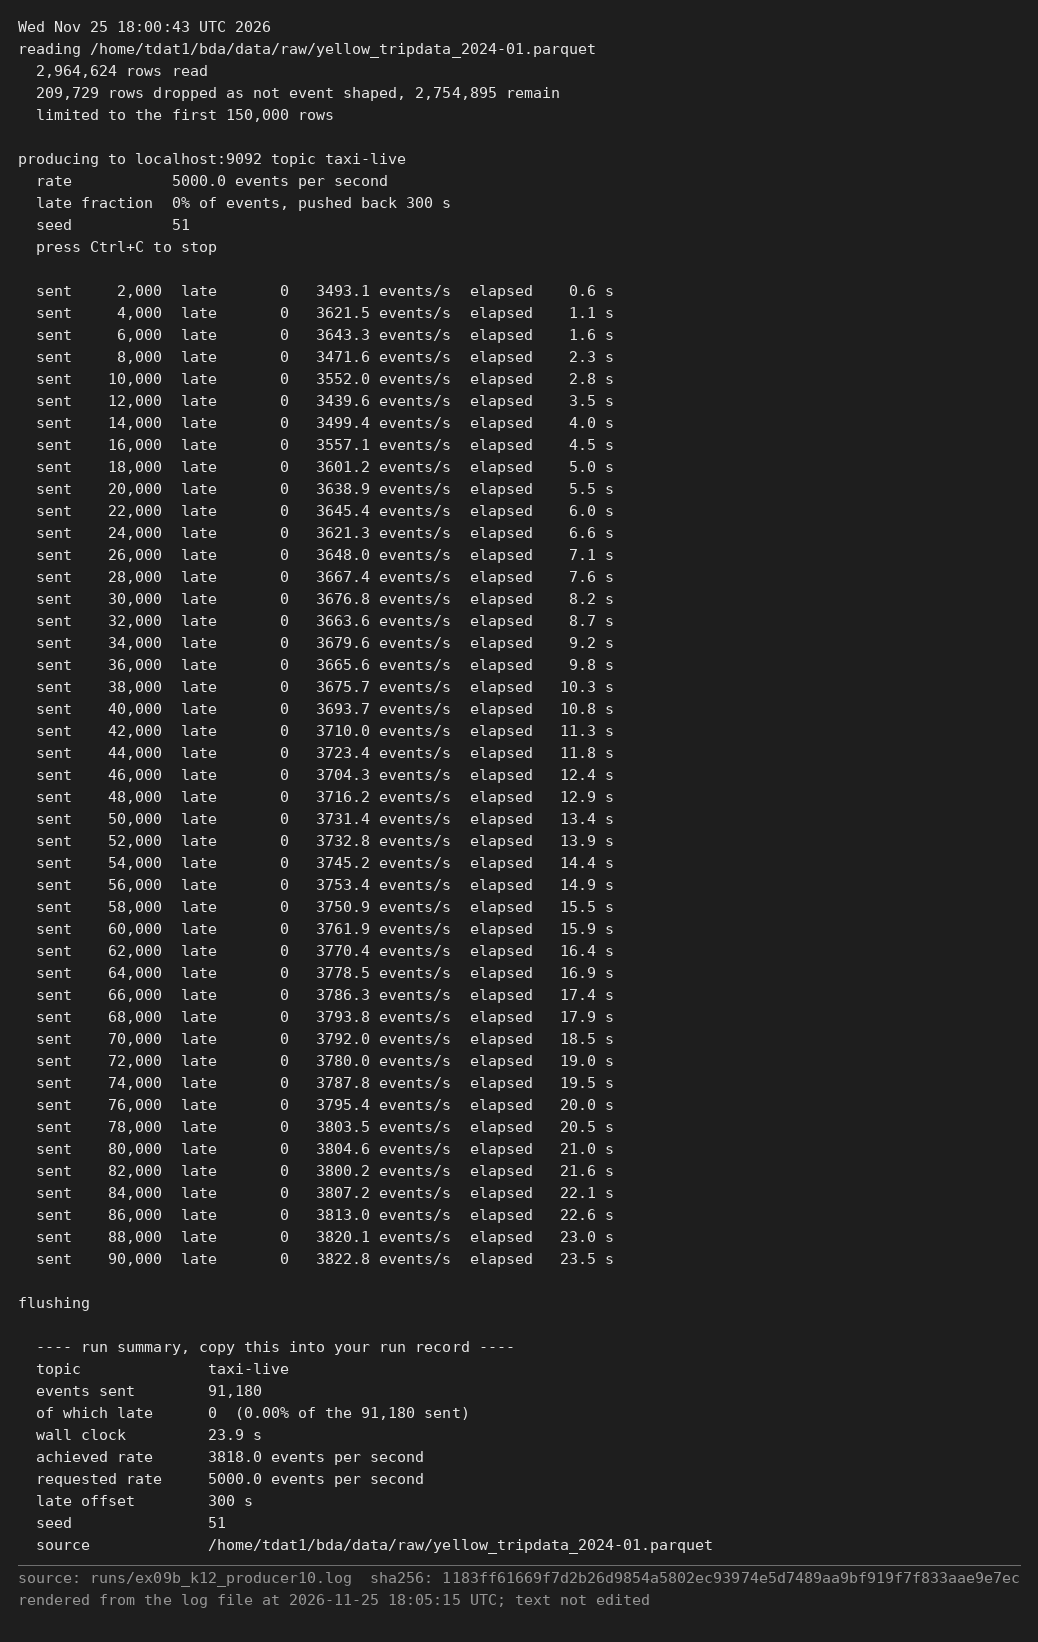 Wed Nov 25 18:00:43 UTC 2026
reading /home/tdat1/bda/data/raw/yellow_tripdata_2024-01.parquet
  2,964,624 rows read
  209,729 rows dropped as not event shaped, 2,754,895 remain
  limited to the first 150,000 rows

producing to localhost:9092 topic taxi-live
  rate           5000.0 events per second
  late fraction  0% of events, pushed back 300 s
  seed           51
  press Ctrl+C to stop

  sent     2,000  late       0   3493.1 events/s  elapsed    0.6 s
  sent     4,000  late       0   3621.5 events/s  elapsed    1.1 s
  sent     6,000  late       0   3643.3 events/s  elapsed    1.6 s
  sent     8,000  late       0   3471.6 events/s  elapsed    2.3 s
  sent    10,000  late       0   3552.0 events/s  elapsed    2.8 s
  sent    12,000  late       0   3439.6 events/s  elapsed    3.5 s
  sent    14,000  late       0   3499.4 events/s  elapsed    4.0 s
  sent    16,000  late       0   3557.1 events/s  elapsed    4.5 s
  sent    18,000  late       0   3601.2 events/s  elapsed    5.0 s
  sent    20,000  late       0   3638.9 events/s  elapsed    5.5 s
  sent    22,000  late       0   3645.4 events/s  elapsed    6.0 s
  sent    24,000  late       0   3621.3 events/s  elapsed    6.6 s
  sent    26,000  late       0   3648.0 events/s  elapsed    7.1 s
  sent    28,000  late       0   3667.4 events/s  elapsed    7.6 s
  sent    30,000  late       0   3676.8 events/s  elapsed    8.2 s
  sent    32,000  late       0   3663.6 events/s  elapsed    8.7 s
  sent    34,000  late       0   3679.6 events/s  elapsed    9.2 s
  sent    36,000  late       0   3665.6 events/s  elapsed    9.8 s
  sent    38,000  late       0   3675.7 events/s  elapsed   10.3 s
  sent    40,000  late       0   3693.7 events/s  elapsed   10.8 s
  sent    42,000  late       0   3710.0 events/s  elapsed   11.3 s
  sent    44,000  late       0   3723.4 events/s  elapsed   11.8 s
  sent    46,000  late       0   3704.3 events/s  elapsed   12.4 s
  sent    48,000  late       0   3716.2 events/s  elapsed   12.9 s
  sent    50,000  late       0   3731.4 events/s  elapsed   13.4 s
  sent    52,000  late       0   3732.8 events/s  elapsed   13.9 s
  sent    54,000  late       0   3745.2 events/s  elapsed   14.4 s
  sent    56,000  late       0   3753.4 events/s  elapsed   14.9 s
  sent    58,000  late       0   3750.9 events/s  elapsed   15.5 s
  sent    60,000  late       0   3761.9 events/s  elapsed   15.9 s
  sent    62,000  late       0   3770.4 events/s  elapsed   16.4 s
  sent    64,000  late       0   3778.5 events/s  elapsed   16.9 s
  sent    66,000  late       0   3786.3 events/s  elapsed   17.4 s
  sent    68,000  late       0   3793.8 events/s  elapsed   17.9 s
  sent    70,000  late       0   3792.0 events/s  elapsed   18.5 s
  sent    72,000  late       0   3780.0 events/s  elapsed   19.0 s
  sent    74,000  late       0   3787.8 events/s  elapsed   19.5 s
  sent    76,000  late       0   3795.4 events/s  elapsed   20.0 s
  sent    78,000  late       0   3803.5 events/s  elapsed   20.5 s
  sent    80,000  late       0   3804.6 events/s  elapsed   21.0 s
  sent    82,000  late       0   3800.2 events/s  elapsed   21.6 s
  sent    84,000  late       0   3807.2 events/s  elapsed   22.1 s
  sent    86,000  late       0   3813.0 events/s  elapsed   22.6 s
  sent    88,000  late       0   3820.1 events/s  elapsed   23.0 s
  sent    90,000  late       0   3822.8 events/s  elapsed   23.5 s

flushing

  ---- run summary, copy this into your run record ----
  topic              taxi-live
  events sent        91,180
  of which late      0  (0.00% of the 91,180 sent)
  wall clock         23.9 s
  achieved rate      3818.0 events per second
  requested rate     5000.0 events per second
  late offset        300 s
  seed               51
  source             /home/tdat1/bda/data/raw/yellow_tripdata_2024-01.parquet
source: runs/ex09b_k12_producer10.log  sha256: 1183ff61669f7d2b26d9854a5802ec93974e5d7489aa9bf919f7f833aae9e7ec
rendered from the log file at 2026-11-25 18:05:15 UTC; text not edited